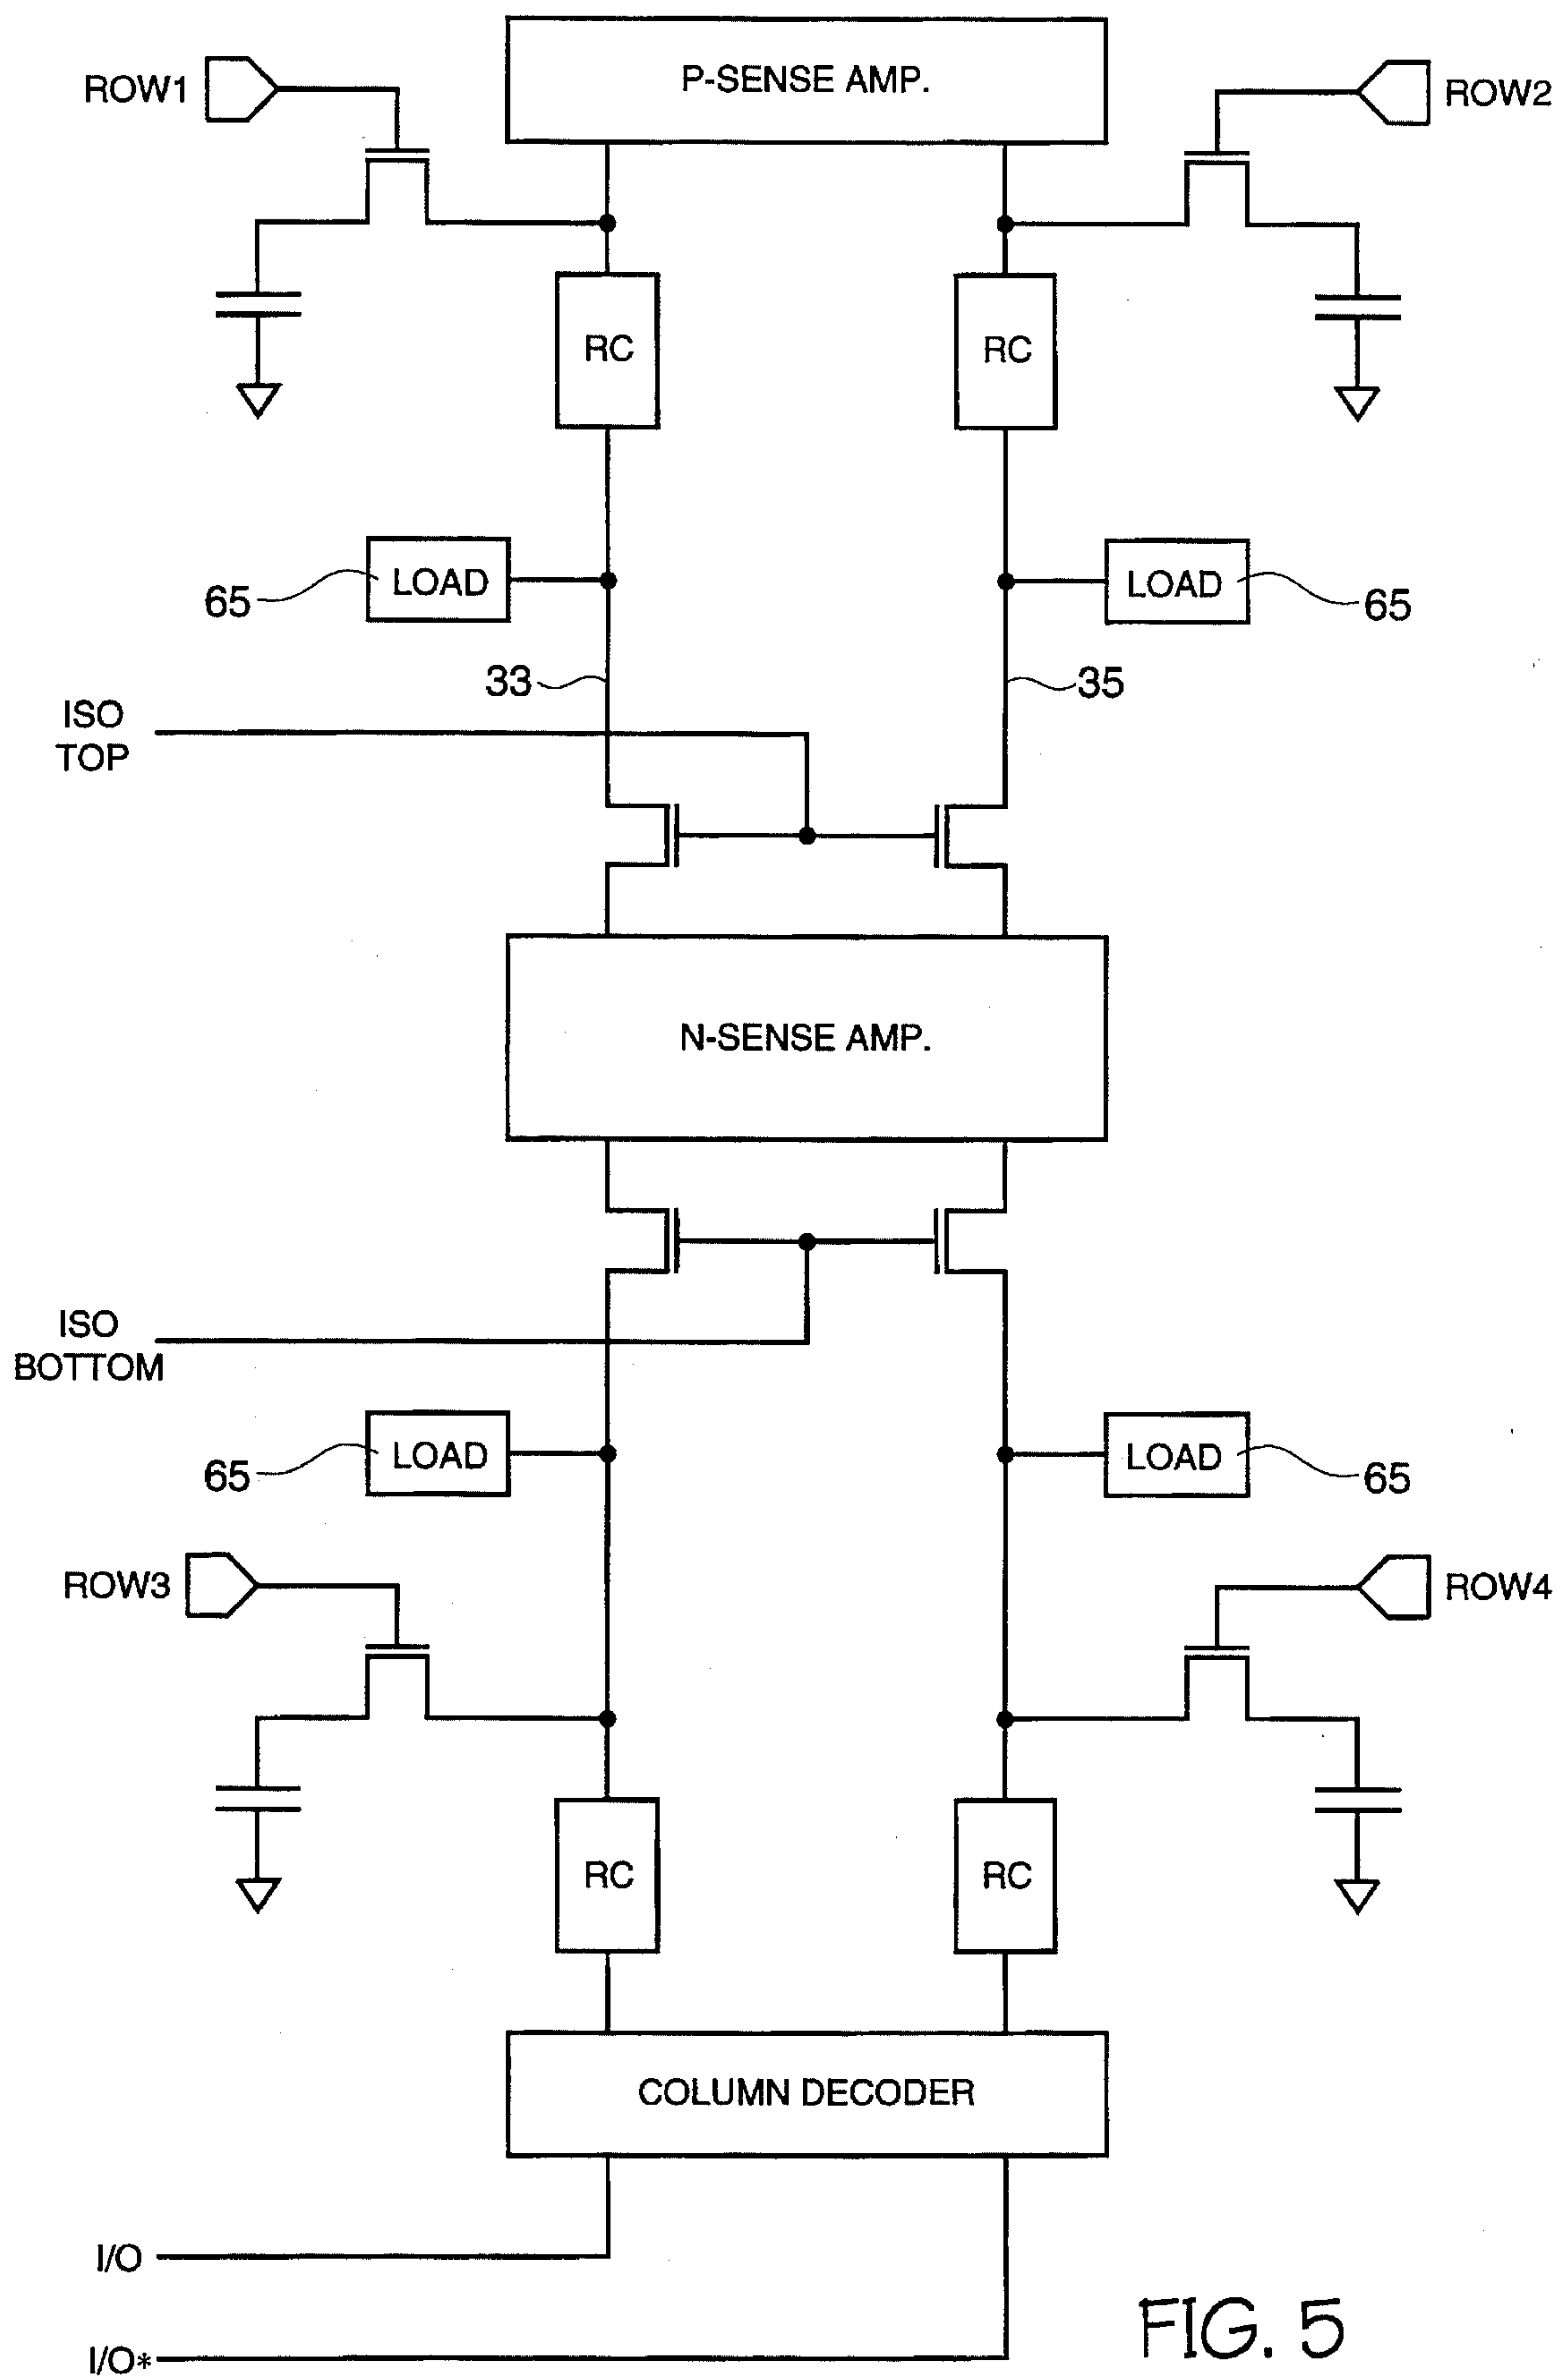 P-SENSE AMP.
ROW1
ROW2
RC
RC
LOAD
LOAD
65
65
33
35
ISO
TOP
N-SENSE AMP.
ISO
BOTTOM
LOAD
LOAD
65
65
ROW3
ROW4
RC
RC
COLUMN DECODER
I/O
I/O*
FIG. 5